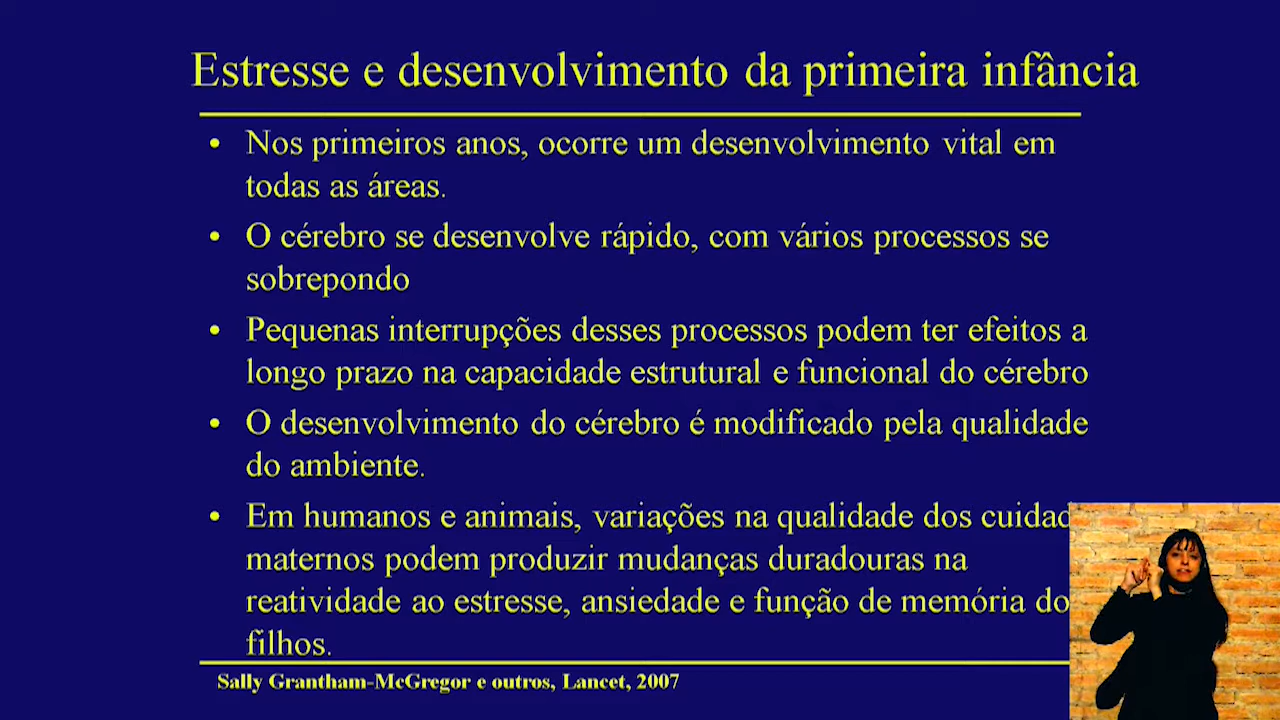 Estresse e desenvolvimento da primeira infância
• Nos primeiros anos, ocorre um desenvolvimento vital em
todas as áreas.
• O cérebro se desenvolve rápido, com vários processos se
sobrepondo
• Pequenas interrupções desses processos podem ter efeitos a
longo prazo na capacidade estrutural e funcional do cérebro
• O desenvolvimento do cérebro é modificado pela qualidade
do ambiente.
• Em humanos e animais, variações na qualidade dos
maternos podem produzir mudanças duradouras na
reatividade ao estresse, ansiedade e função de memória
filhos.
Sally Grantham-McGregor e outros, Lancet, 2007